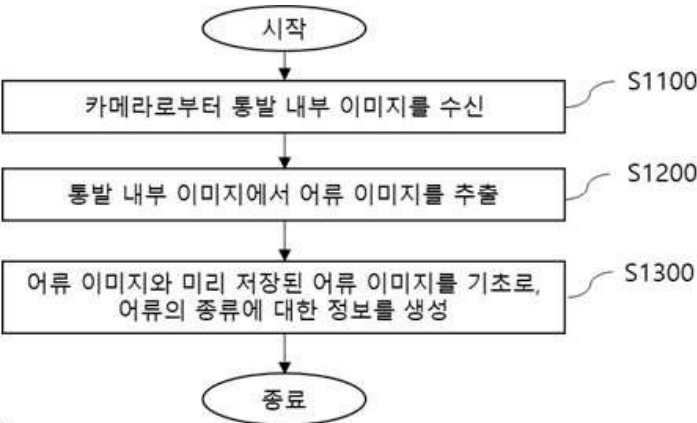 시작
카메라로부터 통발 내부 이미지를 수신
S1100
통발 내부 이미지에서 어류 이미지를 추출
S1200
어류 이미지와 미리 저장된 어류 이미지를 기초로,
어류의 종류에 대한 정보를 생성
S1300
종료